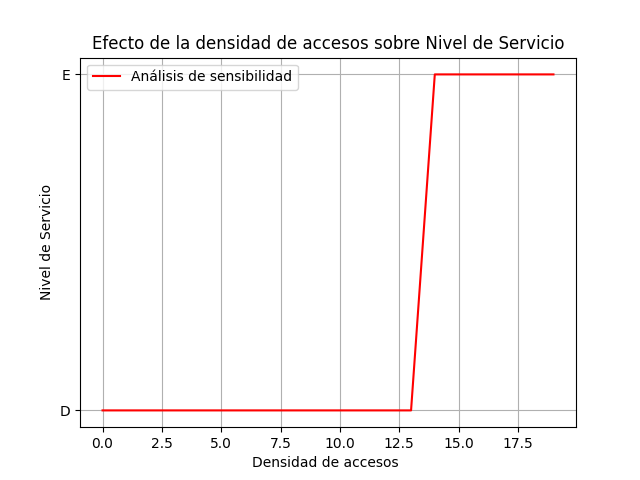 Efecto de la densidad de accesos sobre Nivel de Servicio
Análisis de sensibilidad
E
D
Nivel de Servicio
0.0 2.5 5.0 7.5 10.0 12.5 15.0 17.5
Densidad de accesos